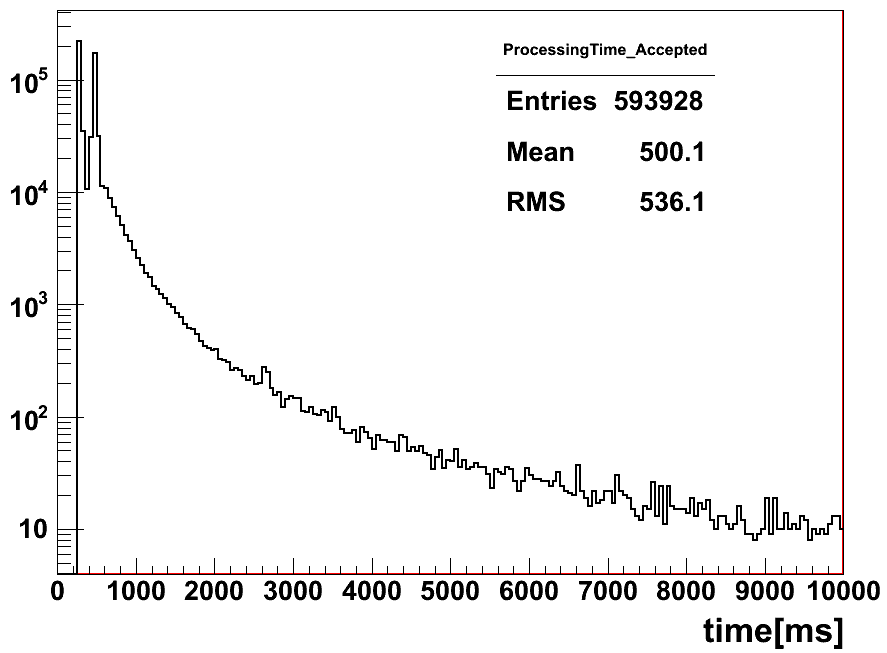 ProcessingTime_Accepted
Entries 593928
Mean 500.1
RMS 536.1
10^5
10^4
10^3
10^2
10
0 1000 2000 3000 4000 5000 6000 7000 8000 9000 10000
time[ms]